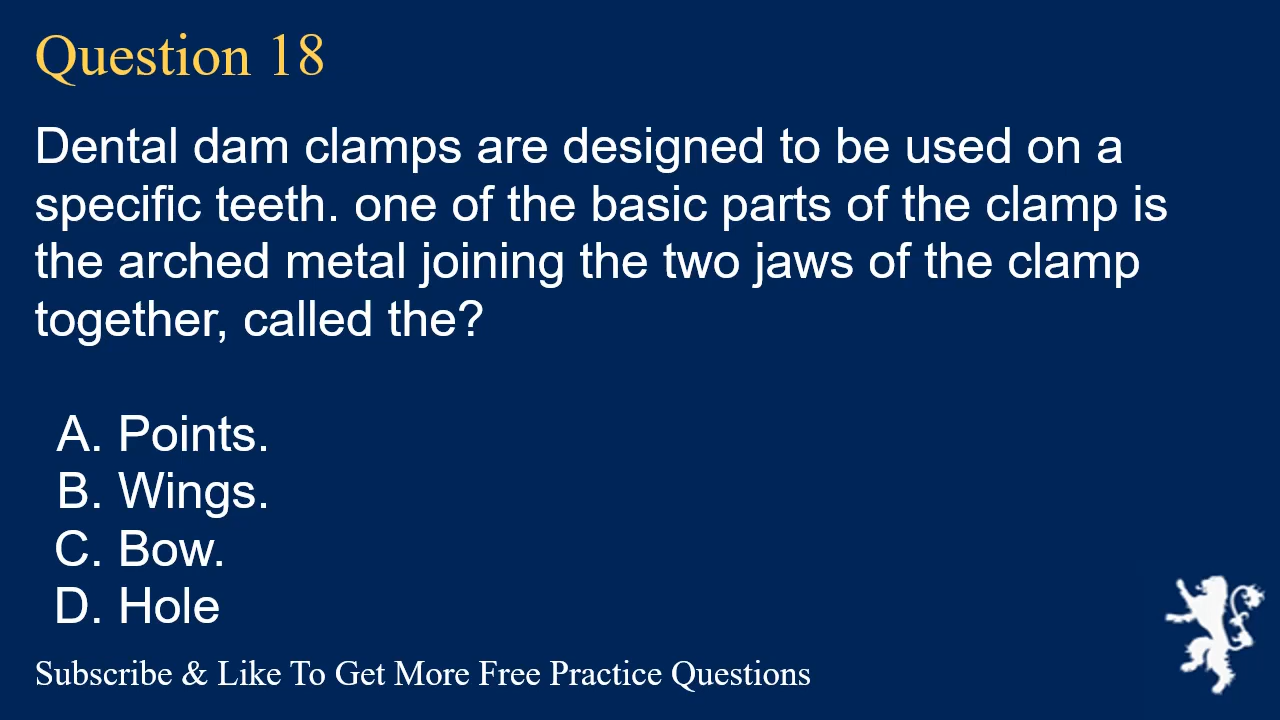 Question 18
Dental dam clamps are designed to be used on a
specific teeth. one of the basic parts of the clamp is
the arched metal joining the two jaws of the clamp
together, called the?
A. Points.
B. Wings.
C. Bow.
D. Hole
Subscribe & Like To Get More Free Practice Questions